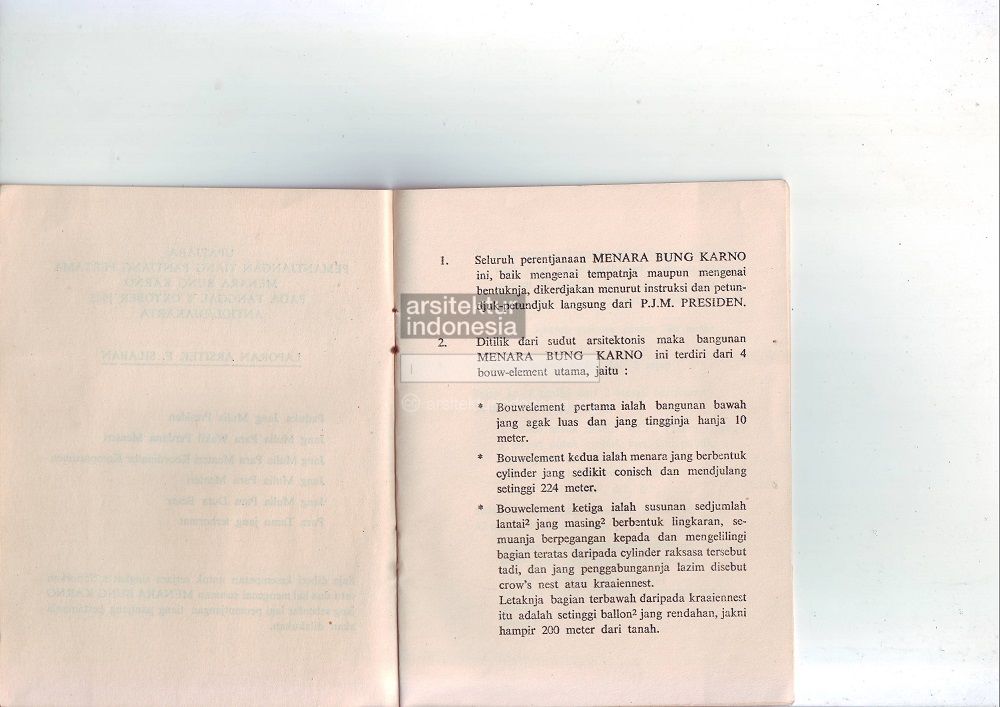 1. Seluruh perentjanaan MENARA BUNG KARNO
ini, baik mengenai tempatnja maupun mengenai
bentuknja, dikerdjakan menurut instruksi dan petun-
djuk-petundjuk langsung dari P.J.M. PRESIDEN.
arsitektur
indonesia
2. Ditilik dari sudut arsitektonis maka bangunan
MENARA BUNG KARNO ini terdiri dari 4
bouw-element utama, jaitu :
* Bouwelement pertama ialah bangunan bawah
jang agak luas dan jang tingginja hanja 10
meter.
* Bouwelement kedua ialah menara jang berbentuk
cylinder jang sedikit conisch dan mendjulang
setinggi 224 meter.
* Bouwelement ketiga ialah susunan sedjumlah
lantai² jang masing² berbentuk lingkaran, se-
muanja berpegangan kepada dan mengelilingi
bagian teratas daripada cylinder raksasa tersebut
tadi, dan jang penggabungannja lazim disebut
crow's nest atau kraaiennest.
Letaknja bagian terbawah daripada kraaiennest
itu adalah setinggi ballon² jang rendahan, jakni
hampir 200 meter dari tanah.